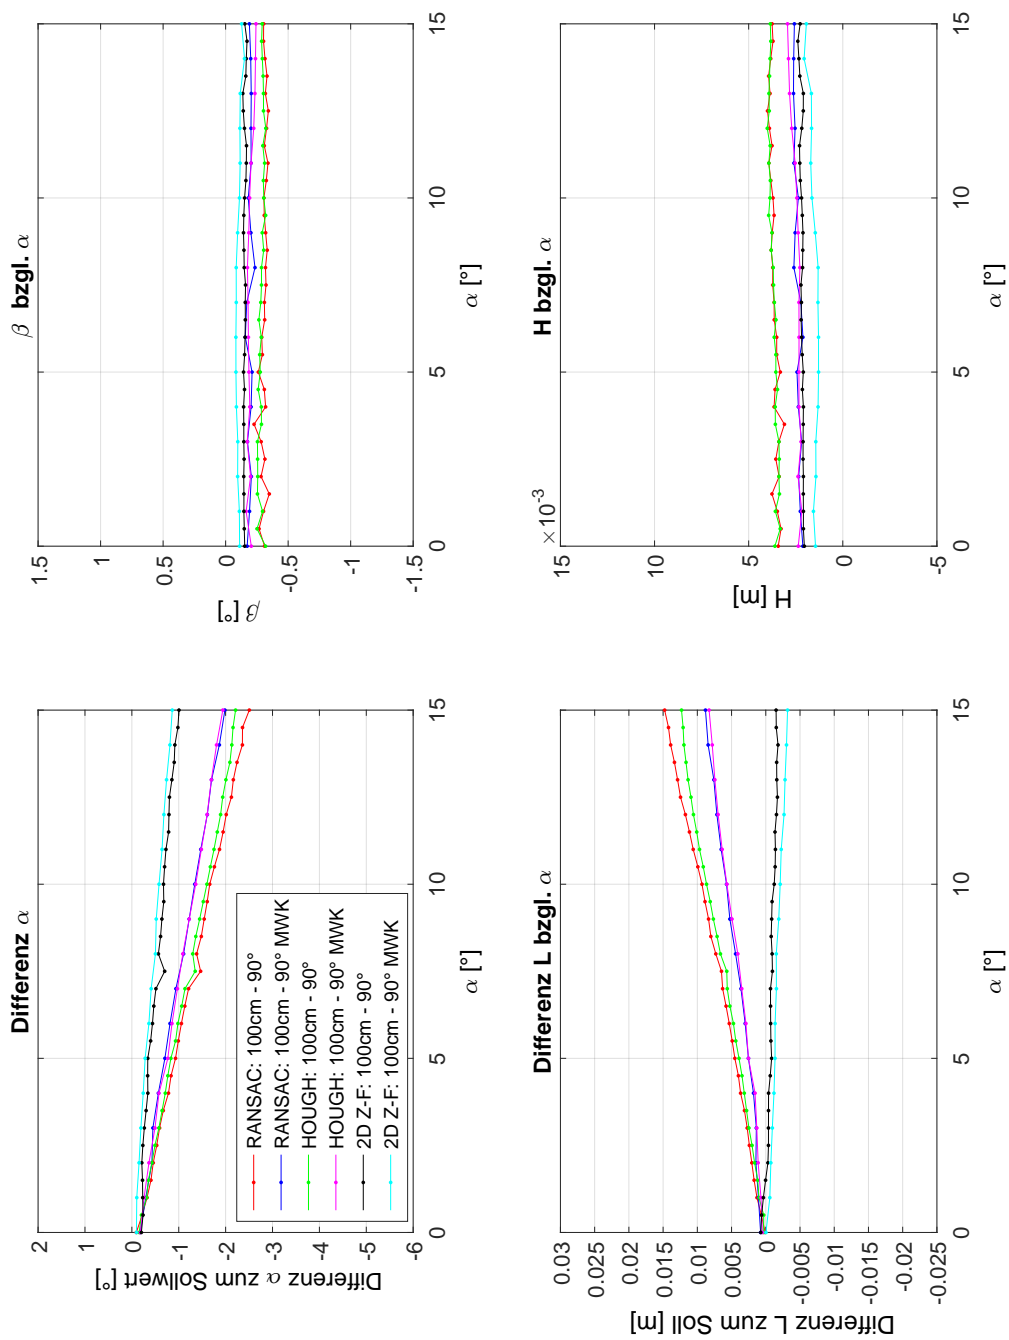 Differenz α
Differenz α zum Sollwert [°]
2
1
0
-1
-2
-3
-4
-5
-6
0
5
10
15
α [°]
RANSAC: 100cm - 90°
RANSAC: 100cm - 90° MWK
HOUGH: 100cm - 90°
HOUGH: 100cm - 90° MWK
2D Z-F: 100cm - 90°
2D Z-F: 100cm - 90° MWK
β bzgl. α
β [°]
1.5
1
0.5
0
-0.5
-1
-1.5
0
5
10
15
α [°]
Differenz L bzgl. α
Differenz L zum Soll [m]
0.03
0.025
0.02
0.015
0.01
0.005
0
-0.005
-0.01
-0.015
-0.02
-0.025
0
5
10
15
α [°]
H bzgl. α
×10-3
H [m]
15
10
5
0
-5
0
5
10
15
α [°]